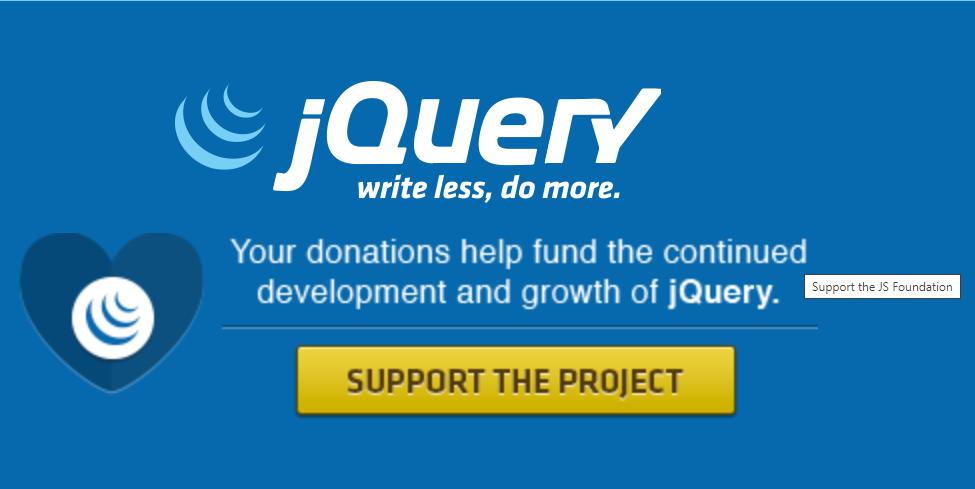 jQuery
write less, do more.
Your donations help fund the continued
development and growth of jQuery.
Support the JS Foundation
SUPPORT THE PROJECT